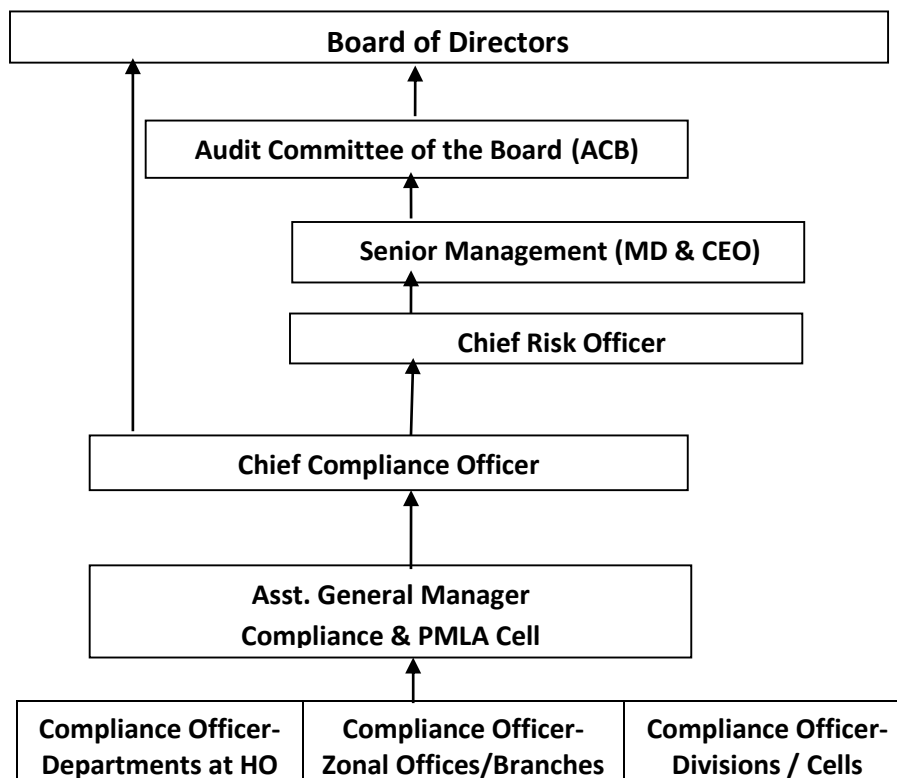 Board of Directors
Audit Committee of the Board (ACB)
Senior Management (MD & CEO)
Chief Risk Officer
Chief Compliance Officer
Asst. General Manager
Compliance & PMLA Cell
Compliance Officer-
Departments at HO
Compliance Officer-
Zonal Offices/Branches
Compliance Officer-
Divisions / Cells